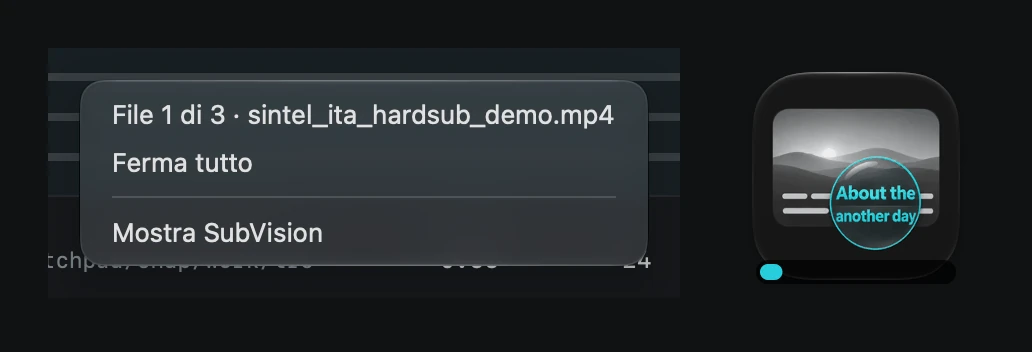 File 1 di 3 · sintel_ita_hardsub_demo.mp4
Ferma tutto
Mostra SubVision
About the
another day